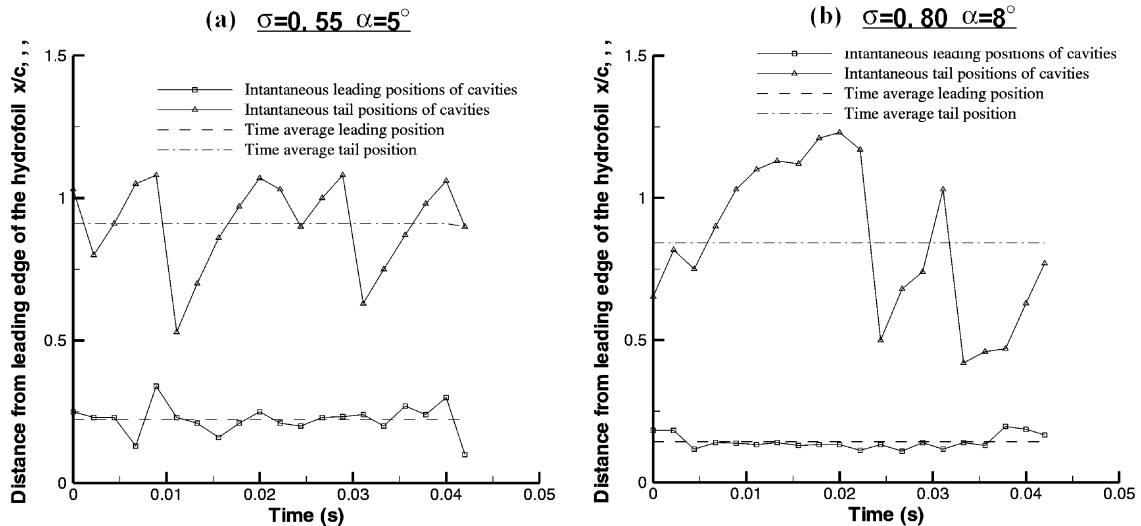 (a) σ=0. 55 α=5°
Distance from leading edge of the hydrofoil x/c, , ,
1.5
1
0.5
0
Intantaneous leading positions of cavities
Intantaneous tail positions of cavities
Time average leading position
Time average tail position
0 0.01 0.02 0.03 0.04 0.05
Time (s)
(b) σ=0. 80 α=8°
Distance from leading edge of the hydrofoil x/c, , ,
1.5
1
0.5
0
Intantaneous leading positions of cavities
Intantaneous tail positions of cavities
Time average leading position
Time average tail position
0 0.01 0.02 0.03 0.04 0.05
Time (s)